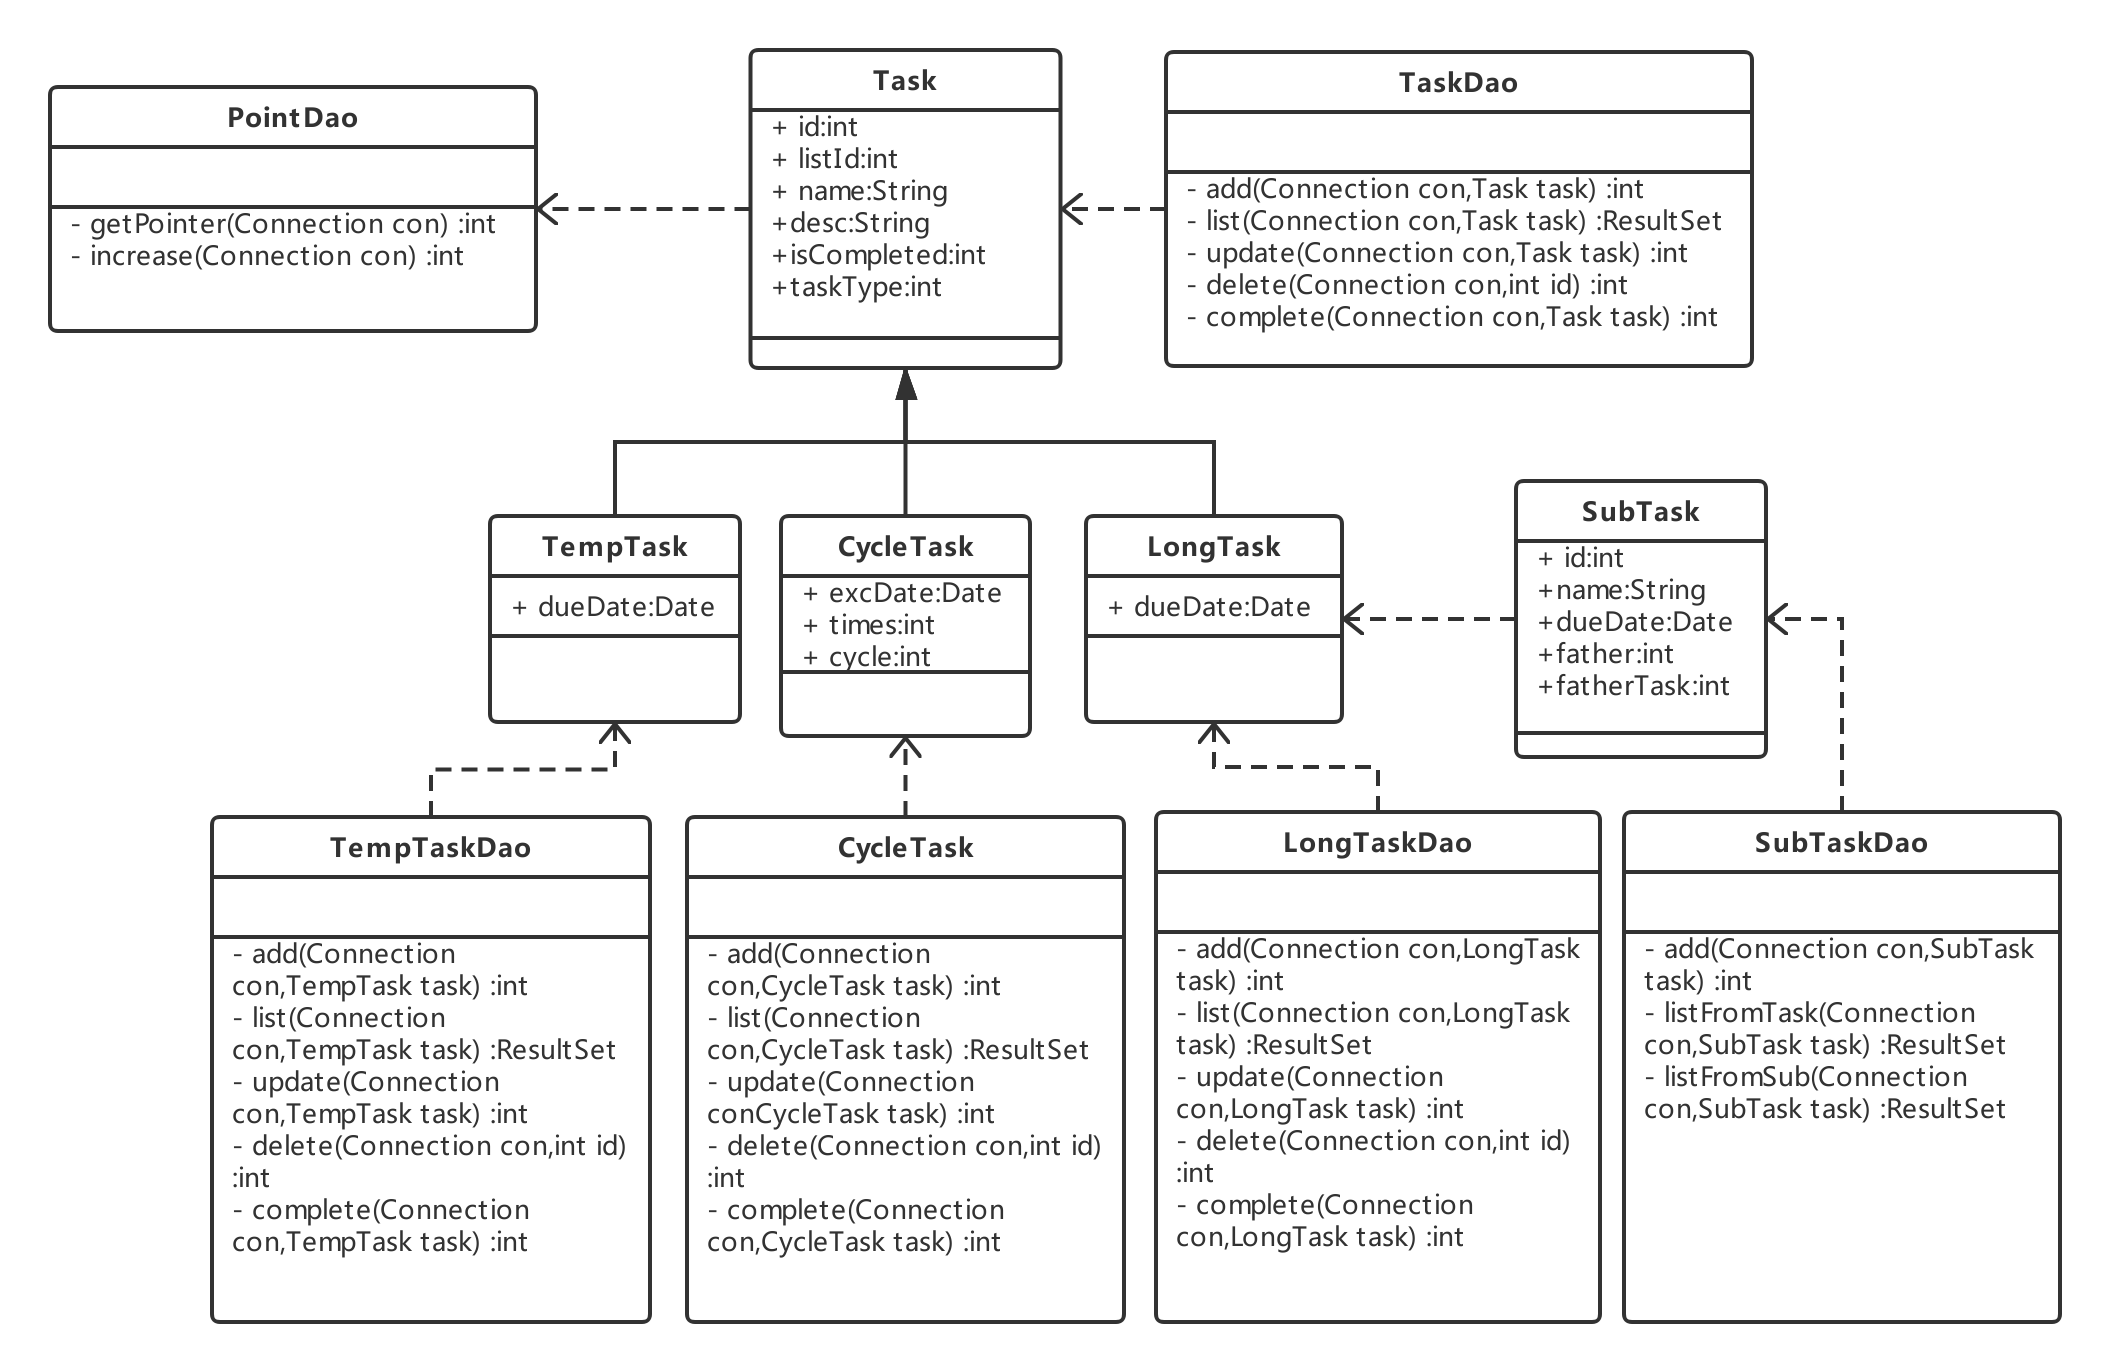 PointDao
- getPointer(Connection con) :int
- increase(Connection con) :int
Task
+ id:int
+ listId:int
+ name:String
+desc:String
+isCompleted:int
+taskType:int
TaskDao
- add(Connection con,Task task) :int
- list(Connection con,Task task) :ResultSet
- update(Connection con,Task task) :int
- delete(Connection con,int id) :int
- complete(Connection con,Task task) :int
TempTask
+ dueDate:Date
CycleTask
+ excDate:Date
+ times:int
+ cycle:int
LongTask
+ dueDate:Date
SubTask
+ id:int
+name:String
+dueDate:Date
+father:int
+fatherTask:int
TempTaskDao
- add(Connection
con,TempTask task) :int
- list(Connection
con,TempTask task) :ResultSet
- update(Connection
con,TempTask task) :int
- delete(Connection con,int id)
:int
- complete(Connection
con,TempTask task) :int
CycleTask
- add(Connection
con,CycleTask task) :int
- list(Connection
con,CycleTask task) :ResultSet
- update(Connection
conCycleTask task) :int
- delete(Connection con,int id)
:int
- complete(Connection
con,CycleTask task) :int
LongTaskDao
- add(Connection con,LongTask
task) :int
- list(Connection con,LongTask
task) :ResultSet
- update(Connection
con,LongTask task) :int
- delete(Connection con,int id)
:int
- complete(Connection
con,LongTask task) :int
SubTaskDao
- add(Connection con,SubTask
task) :int
- listFromTask(Connection
con,SubTask task) :ResultSet
- listFromSub(Connection
con,SubTask task) :ResultSet